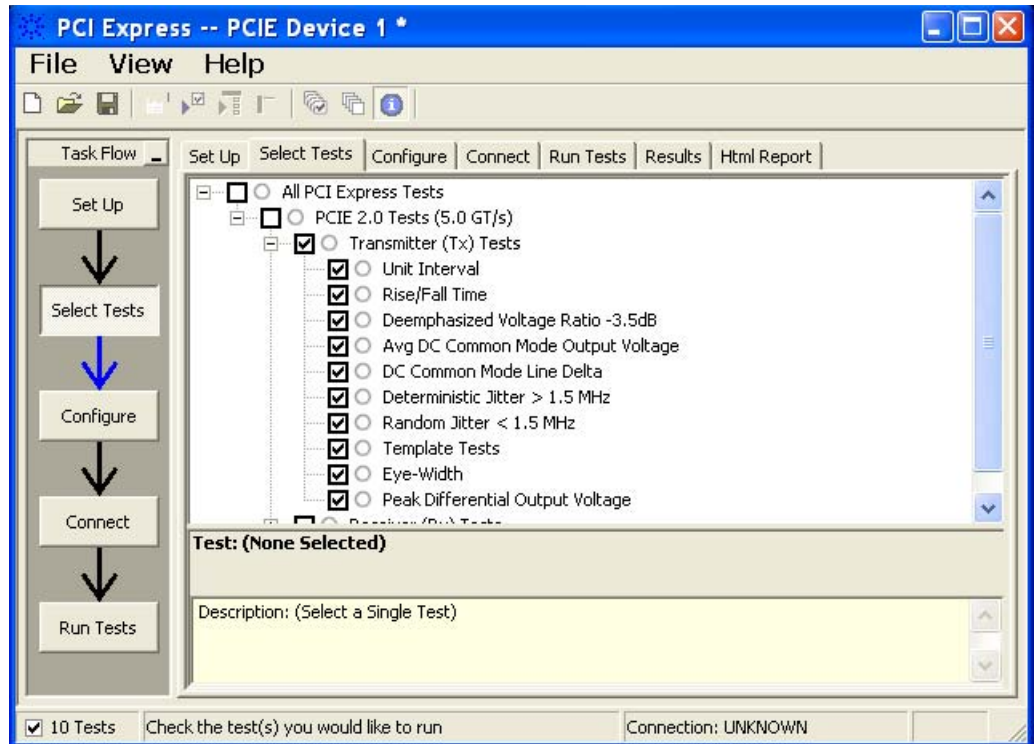 PCI Express -- PCIE Device 1 *
File View Help
Task Flow
Set Up
Select Tests
Configure
Connect
Run Tests
Set Up Select Tests Configure Connect Run Tests Results Html Report
All PCI Express Tests
PCIE 2.0 Tests (5.0 GT/s)
Transmitter (Tx) Tests
Unit Interval
Rise/Fall Time
Deemphasized Voltage Ratio -3.5dB
Avg DC Common Mode Output Voltage
DC Common Mode Line Delta
Deterministic Jitter > 1.5 MHz
Random Jitter < 1.5 MHz
Template Tests
Eye-Width
Peak Differential Output Voltage
Receiver (Rx) Tests
Test: (None Selected)
Description: (Select a Single Test)
10 Tests Check the test(s) you would like to run Connection: UNKNOWN